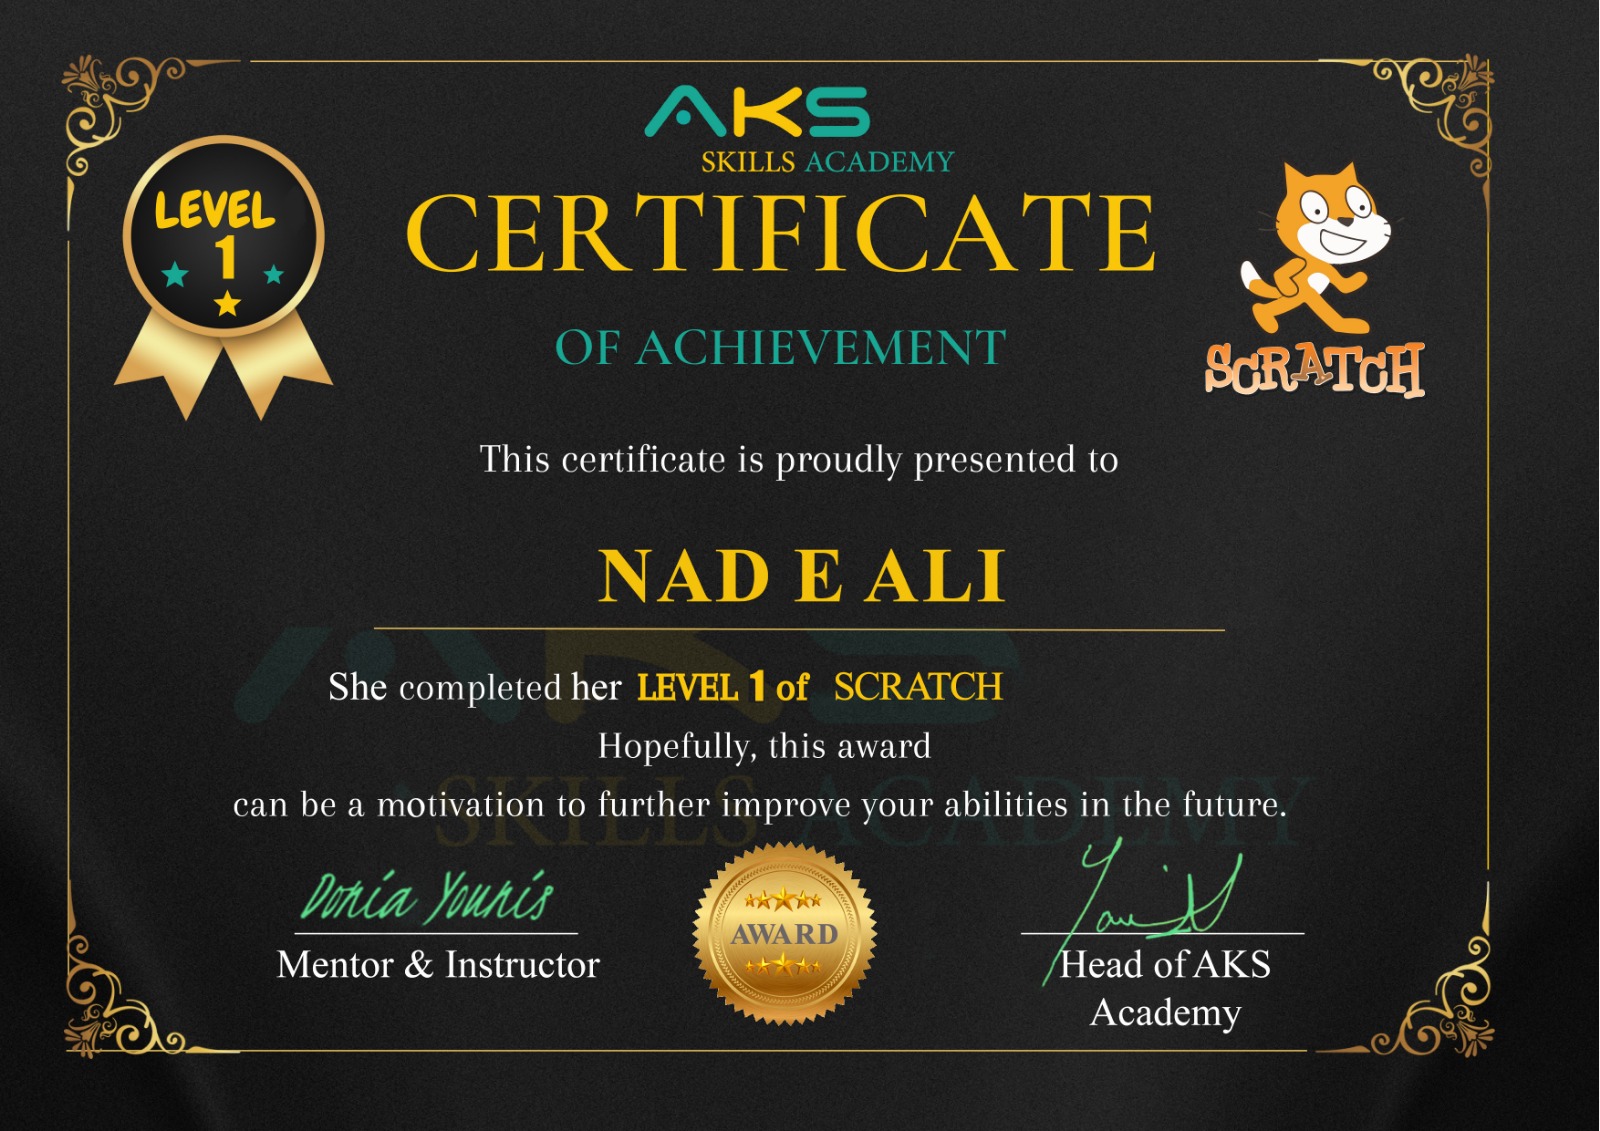 AKS
SKILLS ACADEMY
LEVEL
1
CERTIFICATE
OF ACHIEVEMENT
SCRATCH
This certificate is proudly presented to
NAD E ALI
She completed her LEVEL 1 of SCRATCH
Hopefully, this award
can be a motivation to further improve your abilities in the future.
AKS
SKILLS ACADEMY
Donia Younis
Mentor & Instructor
AWARD
Head of AKS
Academy